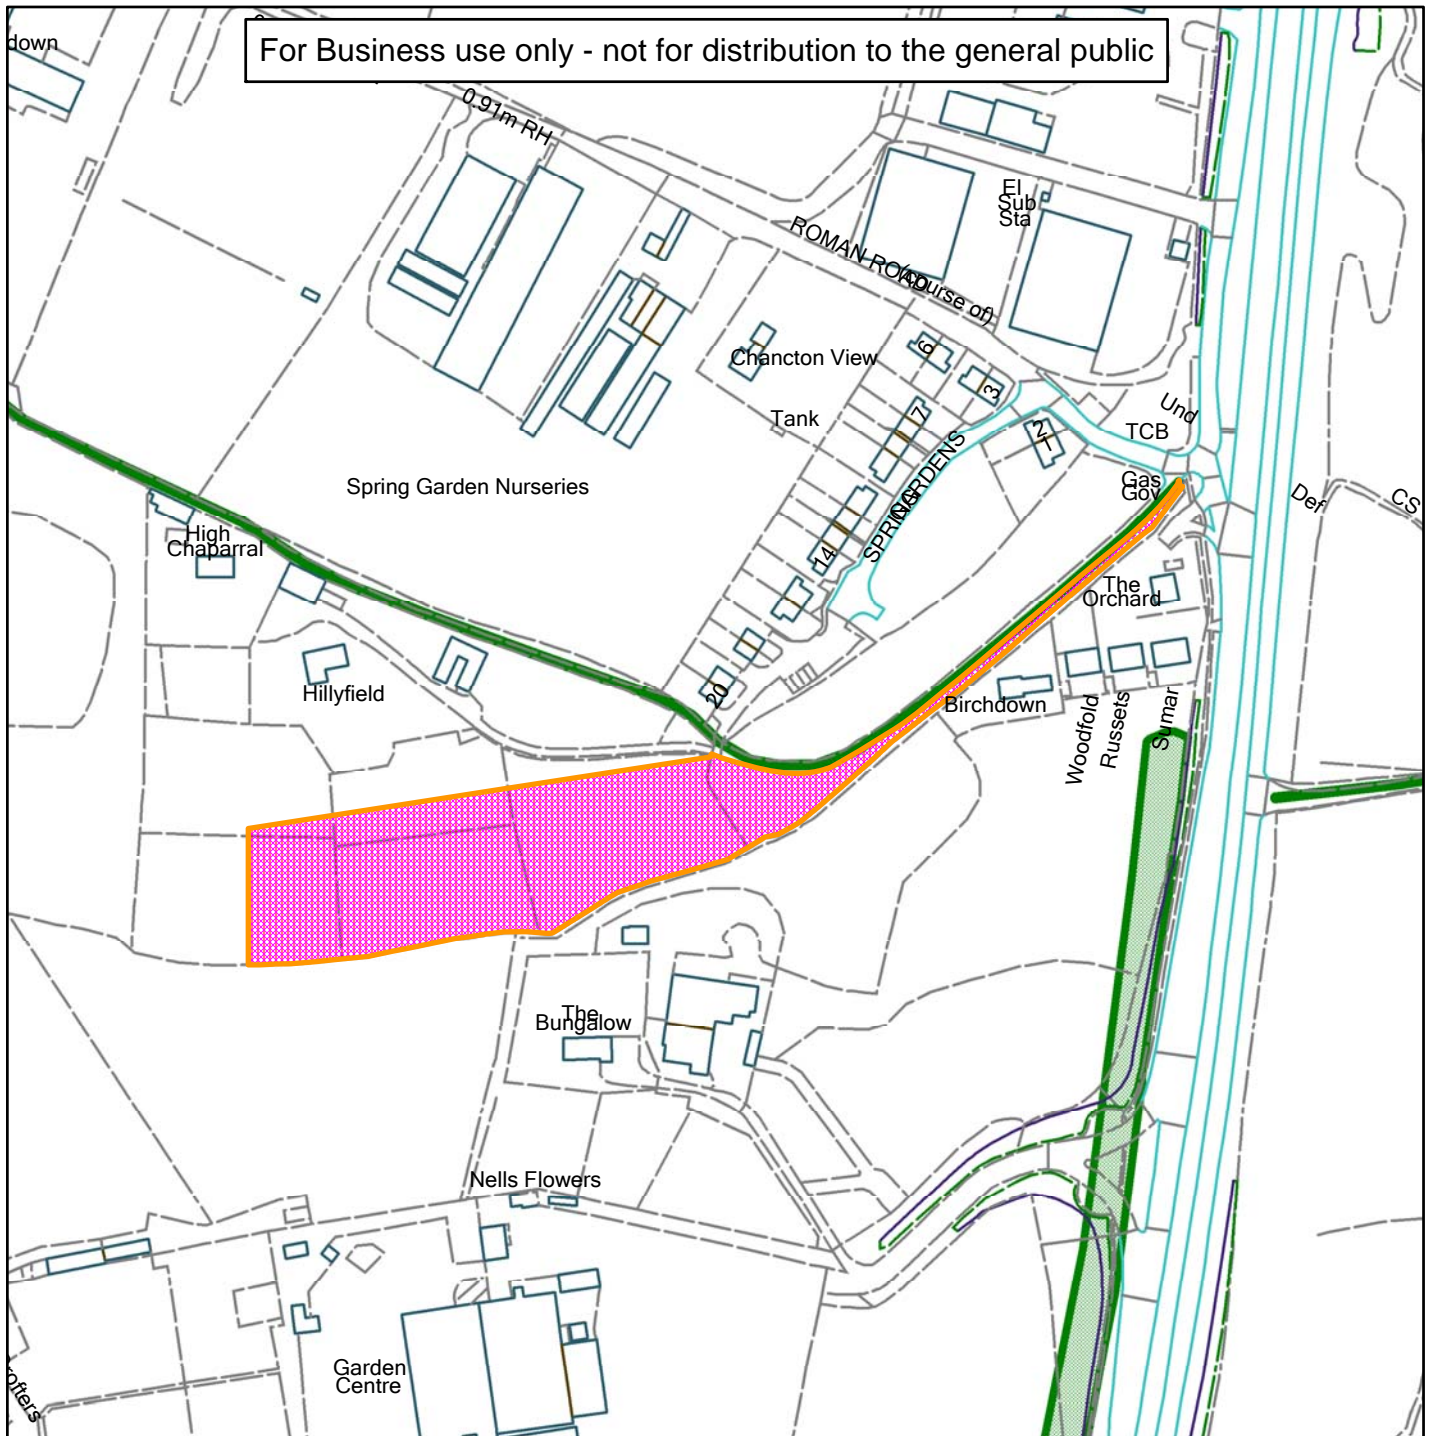 For Business use only - not for distribution to the general public
down
0.91m RH
El
Sub
Sta
ROMAN ROAD
(course of)
Chancton View
6
3
7
Tank
2
1
Und
TCB
SPRING GARDENS
Gas
Gov
Def
CS
Spring Garden Nurseries
High
Chaparral
14
The
Orchard
Hillyfield
20
Birchdown
Woodfold
Russets
Sumar
The
Bungalow
Nells Flowers
Garden
Centre
rofters